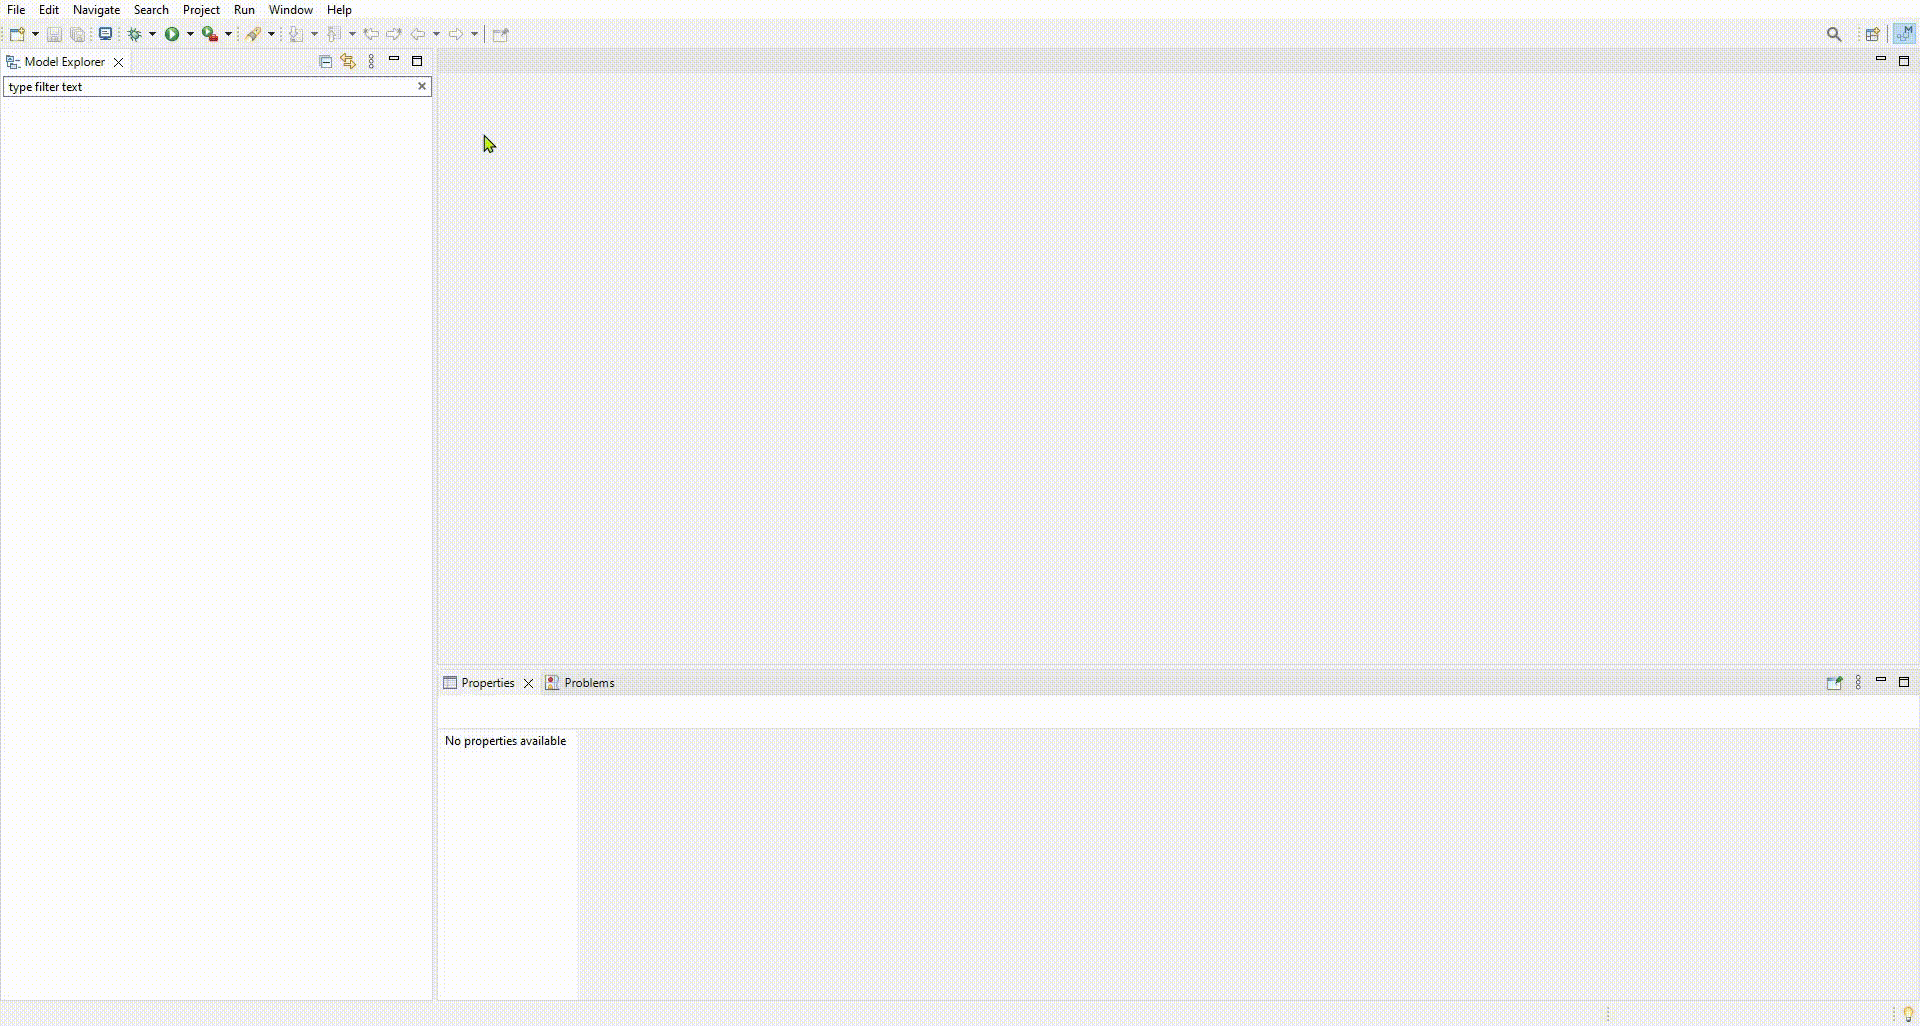 File Edit Navigate Search Project Run Window Help
Model Explorer
type filter text
Properties Problems
No properties available